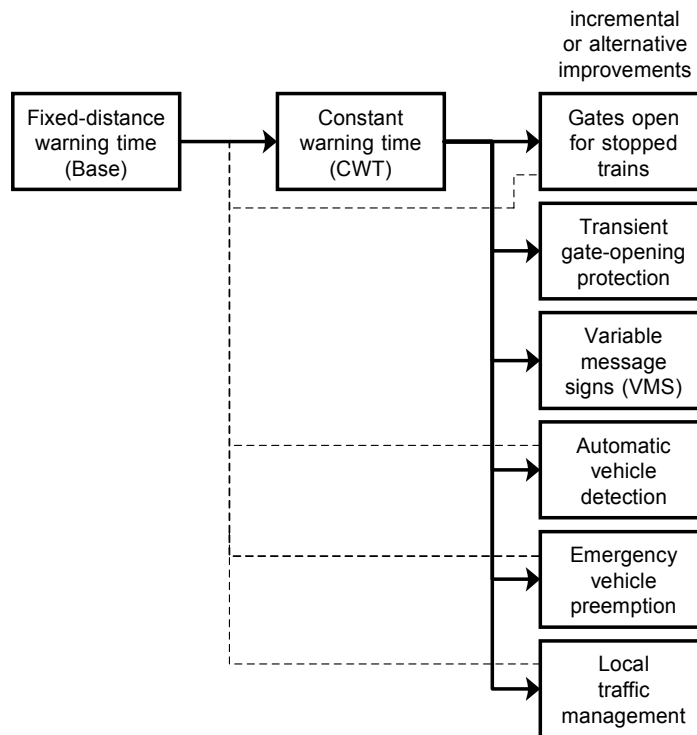 incremental
or alternative
improvements
Fixed-distance
warning time
(Base)
Constant
warning time
(CWT)
Gates open
for stopped
trains
Transient
gate-opening
protection
Variable
message
signs (VMS)
Automatic
vehicle
detection
Emergency
vehicle
preemption
Local
traffic
management